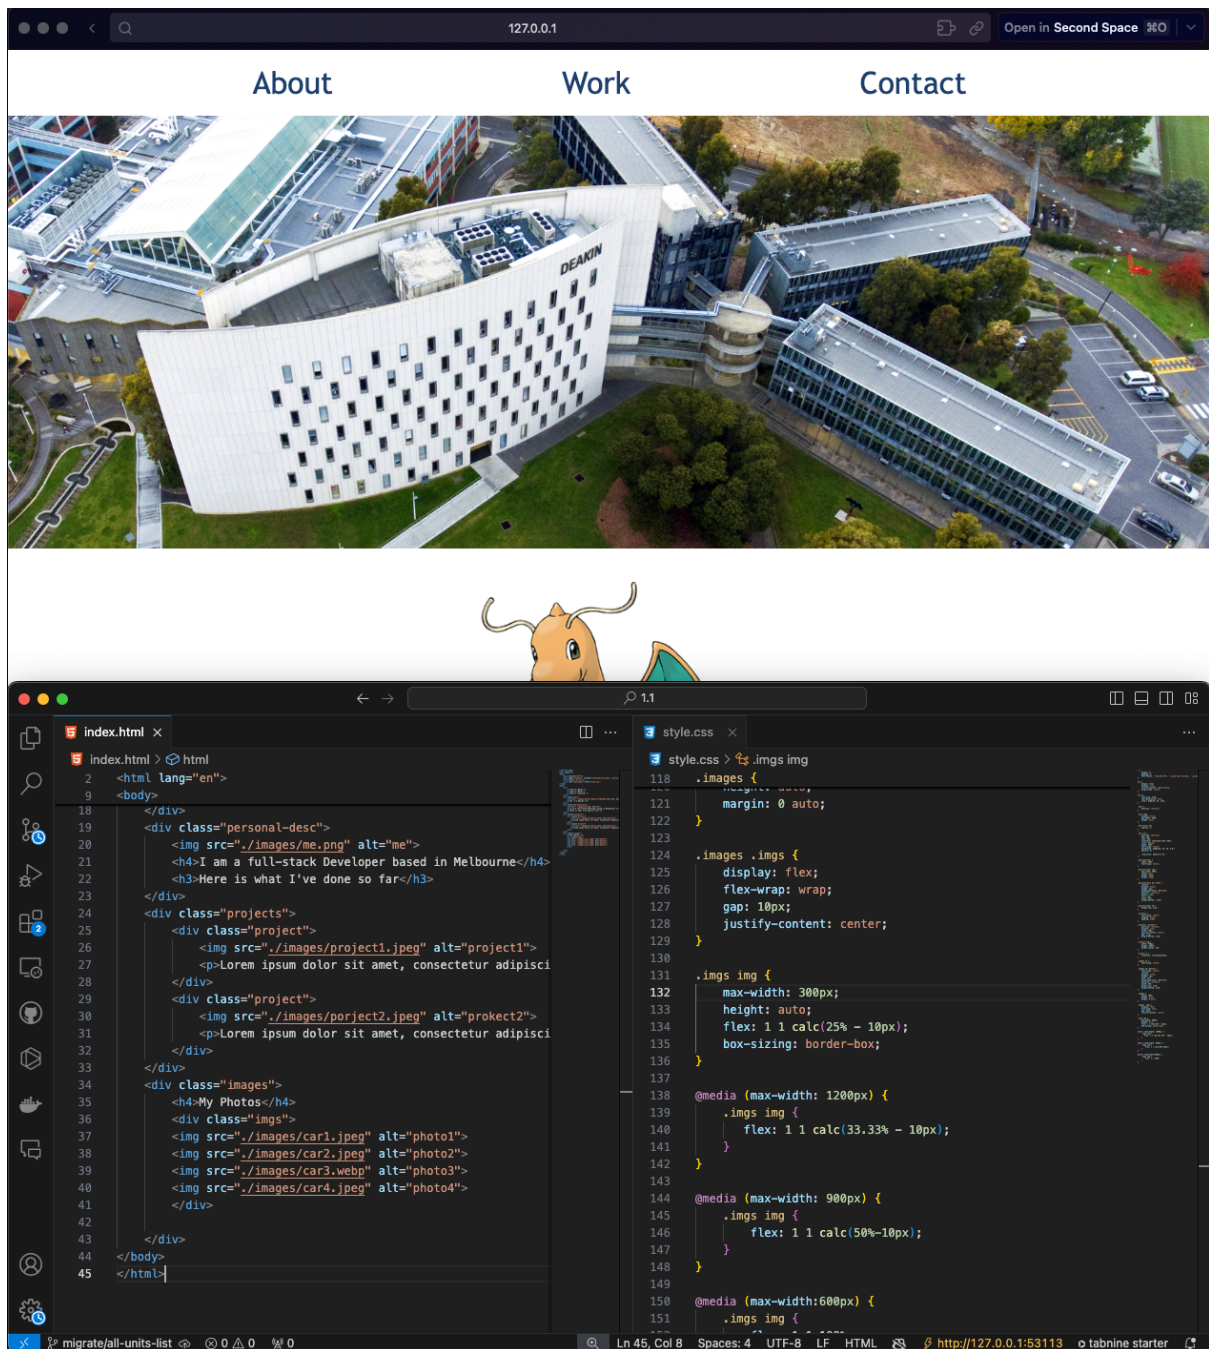 127.0.0.1
Open in Second Space ⌘O
About
Work
Contact
DEAKIN
1.1
index.html
index.html > html
2 <html lang="en">
9 <body>
18 </div>
19 <div class="personal-desc">
20 <img src="./images/me.png" alt="me">
21 <h4>I am a full-stack Developer based in Melbourne</h4>
22 <h3>Here is what I've done so far</h3>
23 </div>
24 <div class="projects">
25 <div class="project">
26 <img src="./images/porject1.jpeg" alt="project1">
27 <p>Lorem ipsum dolor sit amet, consectetur adipisci
28 </div>
29 <div class="project">
30 <img src="./images/porject2.jpeg" alt="prokect2">
31 <p>Lorem ipsum dolor sit amet, consectetur adipisci
32 </div>
33 </div>
34 <div class="images">
35 <h4>My Photos</h4>
36 <div class="imgs">
37 <img src="./images/car1.jpeg" alt="photo1">
38 <img src="./images/car2.jpeg" alt="photo2">
39 <img src="./images/car3.webp" alt="photo3">
40 <img src="./images/car4.jpeg" alt="photo4">
41 </div>
42
43 </div>
44 </body>
45 </html>
style.css
style.css > .imgs img
118 .images {
121 margin: 0 auto;
122 }
123
124 .images .imgs {
125 display: flex;
126 flex-wrap: wrap;
127 gap: 10px;
128 justify-content: center;
129 }
130
131 .imgs img {
132 max-width: 300px;
133 height: auto;
134 flex: 1 1 calc(25% - 10px);
135 box-sizing: border-box;
136 }
137
138 @media (max-width: 1200px) {
139 .imgs img {
140 flex: 1 1 calc(33.33% - 10px);
141 }
142 }
143
144 @media (max-width: 900px) {
145 .imgs img {
146 flex: 1 1 calc(50%-10px);
147 }
148 }
149
150 @media (max-width:600px) {
151 .imgs img {
2
migrate/all-units-list
0 0
0
Ln 45, Col 8
Spaces: 4
UTF-8
LF
HTML
http://127.0.0.1:53113
tabnine starter